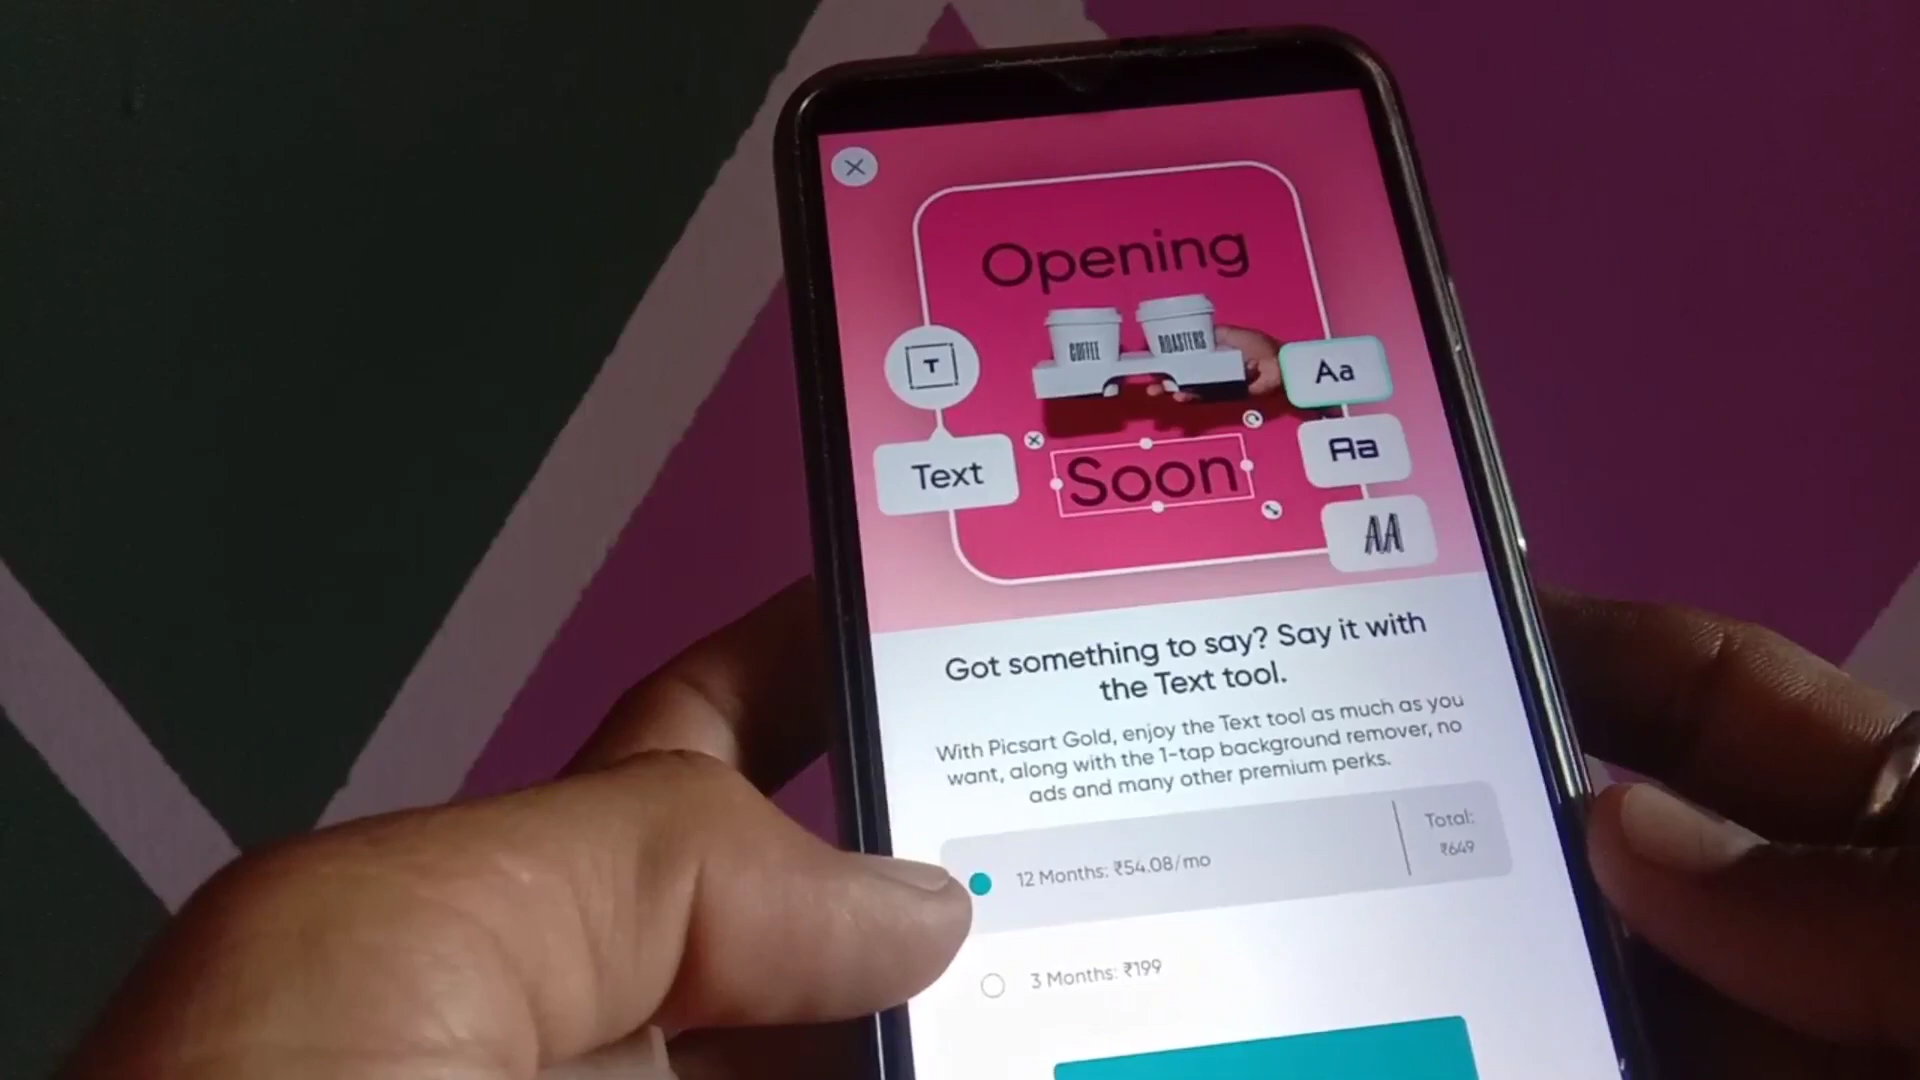 Opening
COFFEE
ROASTERS
T
Text
Soon
Aa
Aa
AA
Got something to say? Say it with
the Text tool.
With Picsart Gold, enjoy the Text tool as much as you
want, along with the 1-tap background remover, no
ads and many other premium perks.
12 Months: ₹54.08/mo
Total:
₹649
3 Months: ₹199